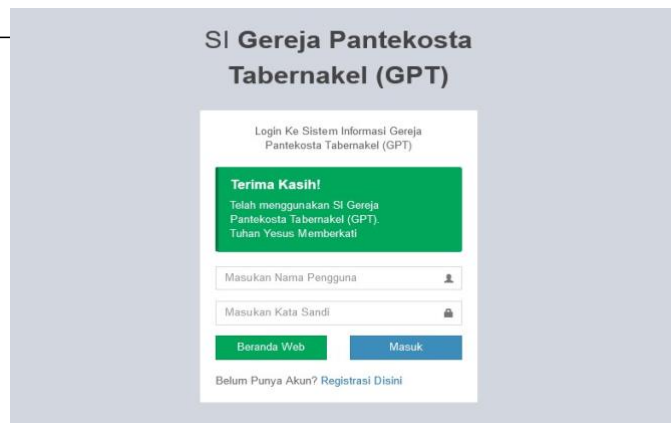 SI Gereja Pantekosta
Tabernakel (GPT)
Login Ke Sistem Informasi Gereja
Pantekosta Tabernakel (GPT)
Terima Kasih!
Telah menggunakan SI Gereja
Pantekosta Tabernakel (GPT).
Tuhan Yesus Memberkati
Masukan Nama Pengguna
Masukan Kata Sandi
Beranda Web Masuk
Belum Punya Akun? Registrasi Disini